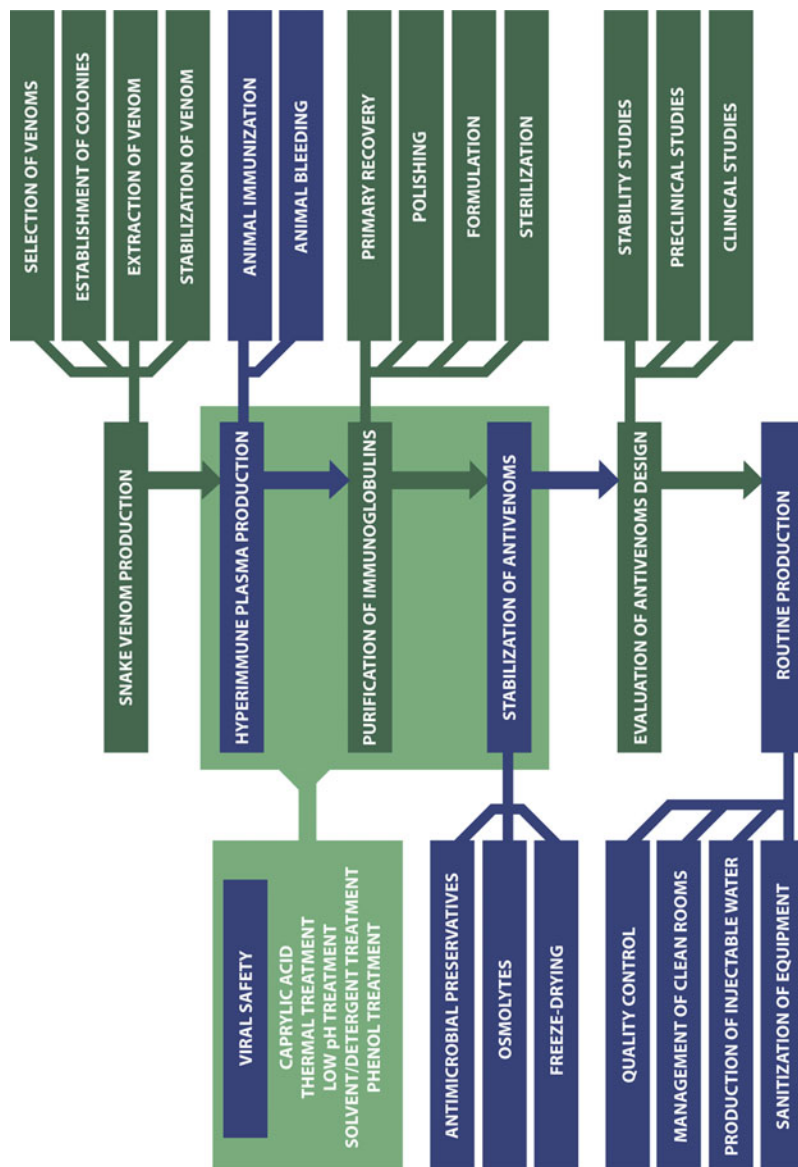 SELECTION OF VENOMS
ESTABLISHMENT OF COLONIES
EXTRACTION OF VENOM
STABILIZATION OF VENOM
ANIMAL IMMUNIZATION
ANIMAL BLEEDING
PRIMARY RECOVERY
POLISHING
FORMULATION
STERILIZATION
STABILITY STUDIES
PRECLINICAL STUDIES
CLINICAL STUDIES
SNAKE VENOM PRODUCTION
HYPERIMMUNE PLASMA PRODUCTION
PURIFICATION OF IMMUNOGLOBULINS
STABILIZATION OF ANTIVENOMS
EVALUATION OF ANTIVENOMS DESIGN
ROUTINE PRODUCTION
VIRAL SAFETY
CAPRYLIC ACID
THERMAL TREATMENT
LOW pH TREATMENT
SOLVENT/DETERGENT TREATMENT
PHENOL TREATMENT
ANTIMICROBIAL PRESERVATIVES
OSMOLYTES
FREEZE-DRYING
QUALITY CONTROL
MANAGEMENT OF CLEAN ROOMS
PRODUCTION OF INJECTABLE WATER
SANITIZATION OF EQUIPMENT